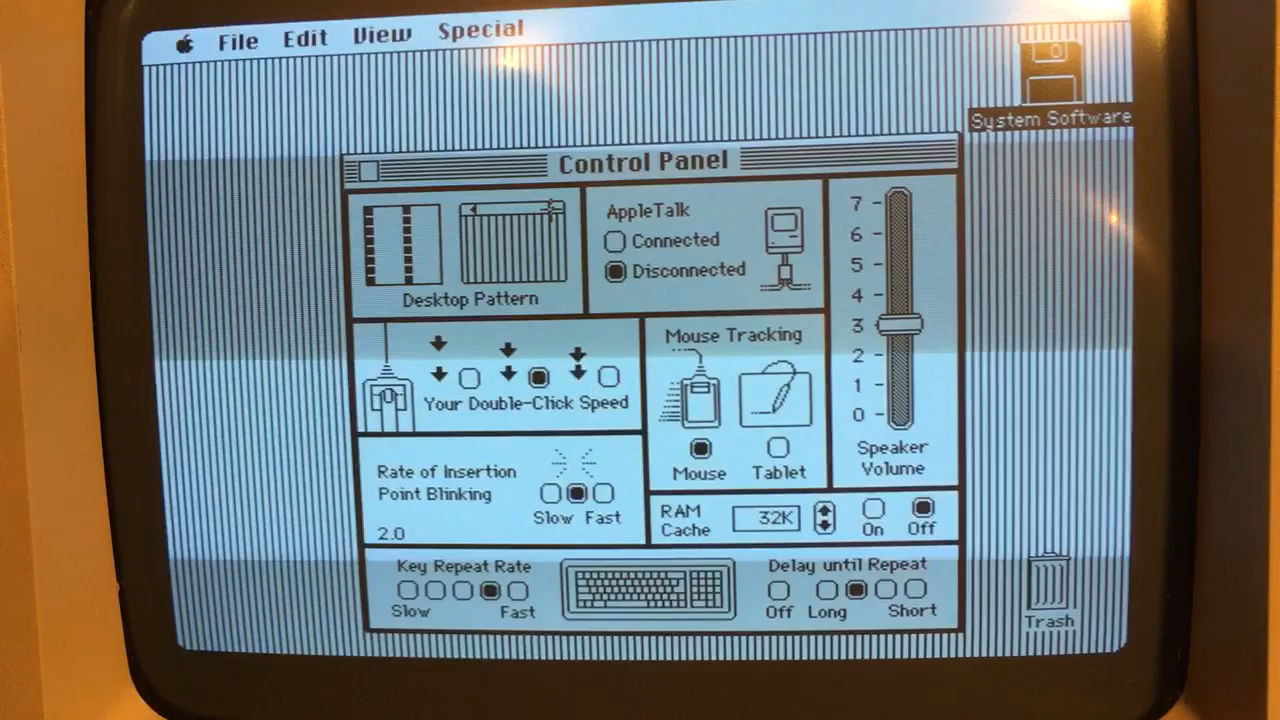 File Edit View Special
System Software
Control Panel
Desktop Pattern
AppleTalk
Connected
Disconnected
7
6
5
4
3
2
1
0
Speaker
Volume
Your Double-Click Speed
Mouse Tracking
Mouse Tablet
Rate of Insertion
Point Blinking
Slow Fast
2.0
RAM
Cache
32K
On Off
Key Repeat Rate
Slow Fast
Delay until Repeat
Off Long Short
Trash